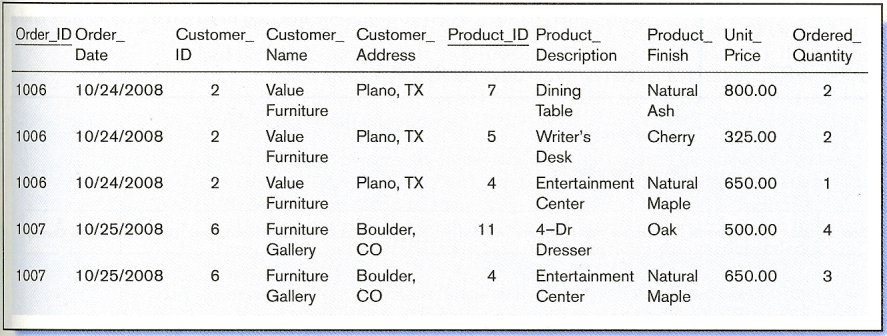 Order_ID Order_ Customer_ Customer_ Customer_ Product_ID Product_ Product_ Unit_ Ordered_
Date ID Name Address Description Finish Price Quantity
1006 10/24/2008 2 Value Plano, TX 7 Dining Natural 800.00 2
Furniture Table Ash
1006 10/24/2008 2 Value Plano, TX 5 Writer's Cherry 325.00 2
Furniture Desk
1006 10/24/2008 2 Value Plano, TX 4 Entertainment Natural 650.00 1
Furniture Center Maple
1007 10/25/2008 6 Furniture Boulder, 11 4–Dr Oak 500.00 4
Gallery CO Dresser
1007 10/25/2008 6 Furniture Boulder, 4 Entertainment Natural 650.00 3
Gallery CO Center Maple